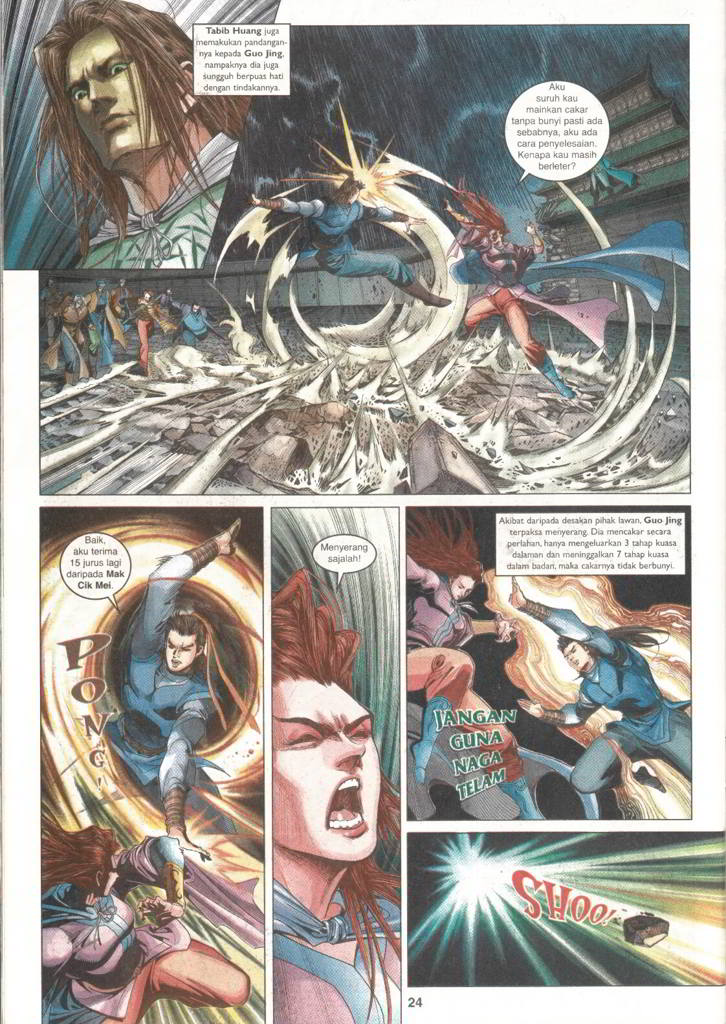 Tabib Huang juga
memakukan pandangan-
nya kepada Guo Jing,
nampaknya dia juga
sungguh berpuas hati
dengan tindakannya.
Aku
suruh kau
mainkan cakar
tanpa bunyi pasti ada
sebabnya, aku ada
cara penyelesaian.
Kenapa kau masih
berleter?
Baik,
aku terima
15 jurus lagi
daripada Mak
Cik Mei.
PONG!
Menyerang
sajalah!
Akibat daripada desakan pihak lawan, Guo Jing
terpaksa menyerang. Dia mencakar secara
perlahan, hanya mengeluarkan 3 tahap kuasa
dalaman dan meninggalkan 7 tahap kuasa
dalam badan, maka cakarnya tidak berbunyi.
JANGAN
GUNA
NAGA
TELAM
SHOO!
24